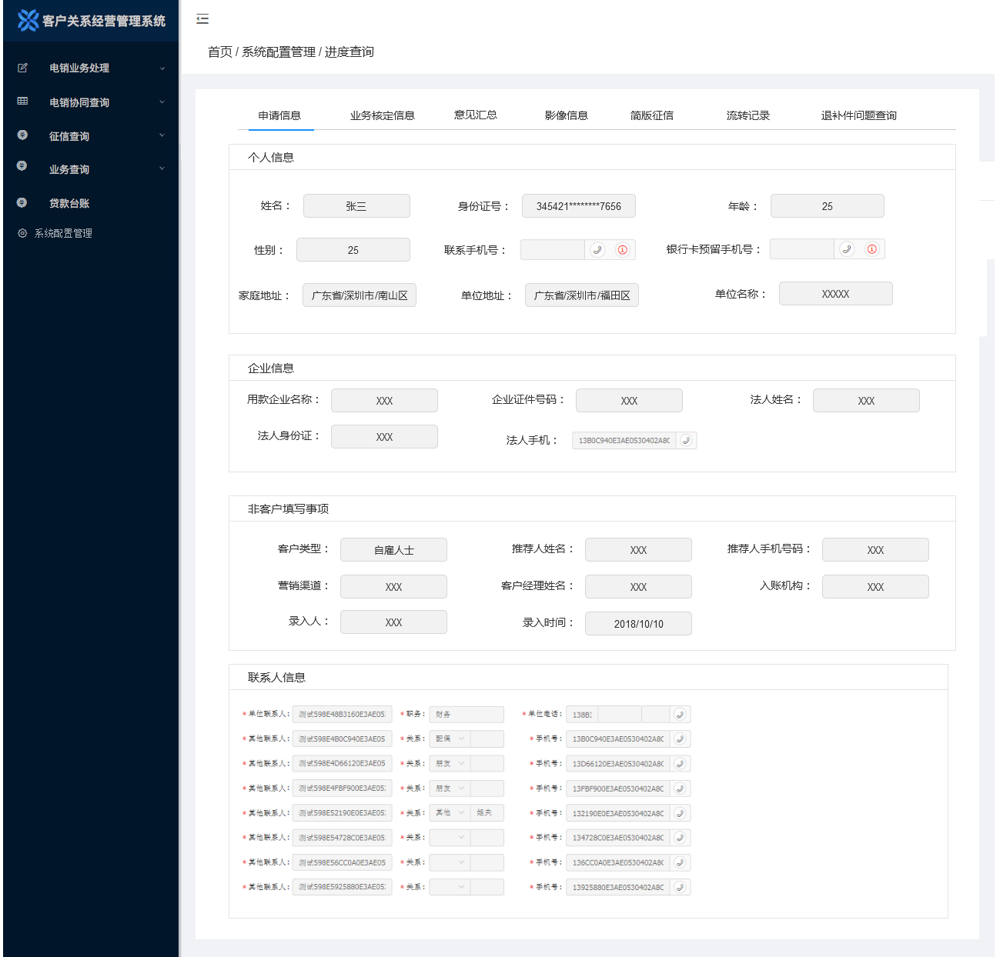 客户关系经营管理系统
首页 / 系统配置管理 / 进度查询
电销业务处理
电销协同查询
征信查询
业务查询
贷款台账
系统配置管理
申请信息 业务核定信息 意见汇总 影像信息 简版征信 流转记录 退补件问题查询
个人信息
姓名： 张三 身份证号： 345421********7656 年龄： 25
性别： 25 联系手机号： 银行卡预留手机号：
家庭地址： 广东省/深圳市/南山区 单位地址： 广东省/深圳市/福田区 单位名称： XXXXX
企业信息
用款企业名称： XXX 企业证件号码： XXX 法人姓名： XXX
法人身份证： XXX 法人手机： 13B0C940E3AE0530402A8C
非客户填写事项
客户类型： 自雇人士 推荐人姓名： XXX 推荐人手机号码： XXX
营销渠道： XXX 客户经理姓名： XXX 入账机构： XXX
录入人： XXX 录入时间： 2018/10/10
联系人信息
* 单位联系人: 测试598E48B3160E3AE05 * 职务: 财务 * 单位电话: 138B
* 其他联系人: 测试598E4B0C940E3AE05 * 关系: 配偶 * 手机号: 13B0C940E3AE0530402A8C
* 其他联系人: 测试598E4D66120E3AE05 * 关系: 朋友 * 手机号: 13D66120E3AE0530402A8C
* 其他联系人: 测试598E4FBF900E3AE05 * 关系: 朋友 * 手机号: 13FBF900E3AE0530402A8C
* 其他联系人: 测试598E52190E0E3AE05 * 关系: 其他 姐夫 * 手机号: 132190E0E3AE0530402A8C
* 其他联系人: 测试598E54728C0E3AE05 * 关系: * 手机号: 134728C0E3AE0530402A8C
* 其他联系人: 测试598E56CC0A0E3AE05 * 关系: * 手机号: 136CC0A0E3AE0530402A8C
* 其他联系人: 测试598E5925880E3AE05 * 关系: * 手机号: 13925880E3AE0530402A8C